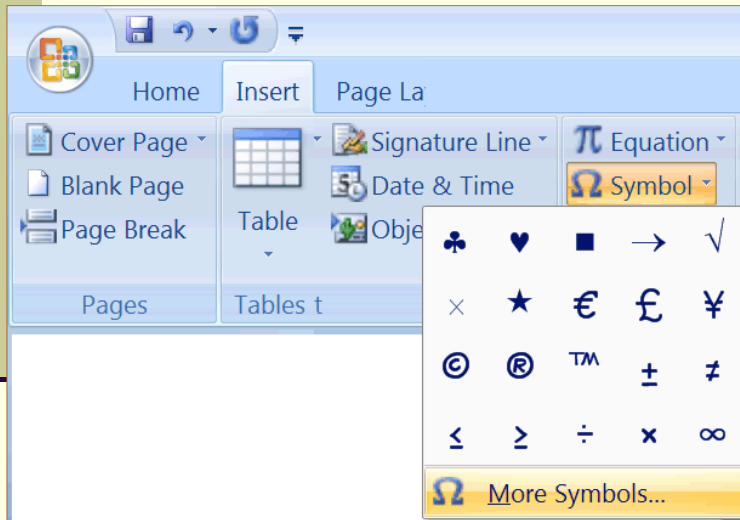 Home Insert Page La
Cover Page
Blank Page
Page Break
Pages
Table
Tables t
Signature Line
Date & Time
Obje
π Equation
Ω Symbol
♣ ♥ ■ → √
× ★ € £ ¥
© ® ™ ± ≠
≤ ≥ ÷ × ∞
Ω More Symbols...